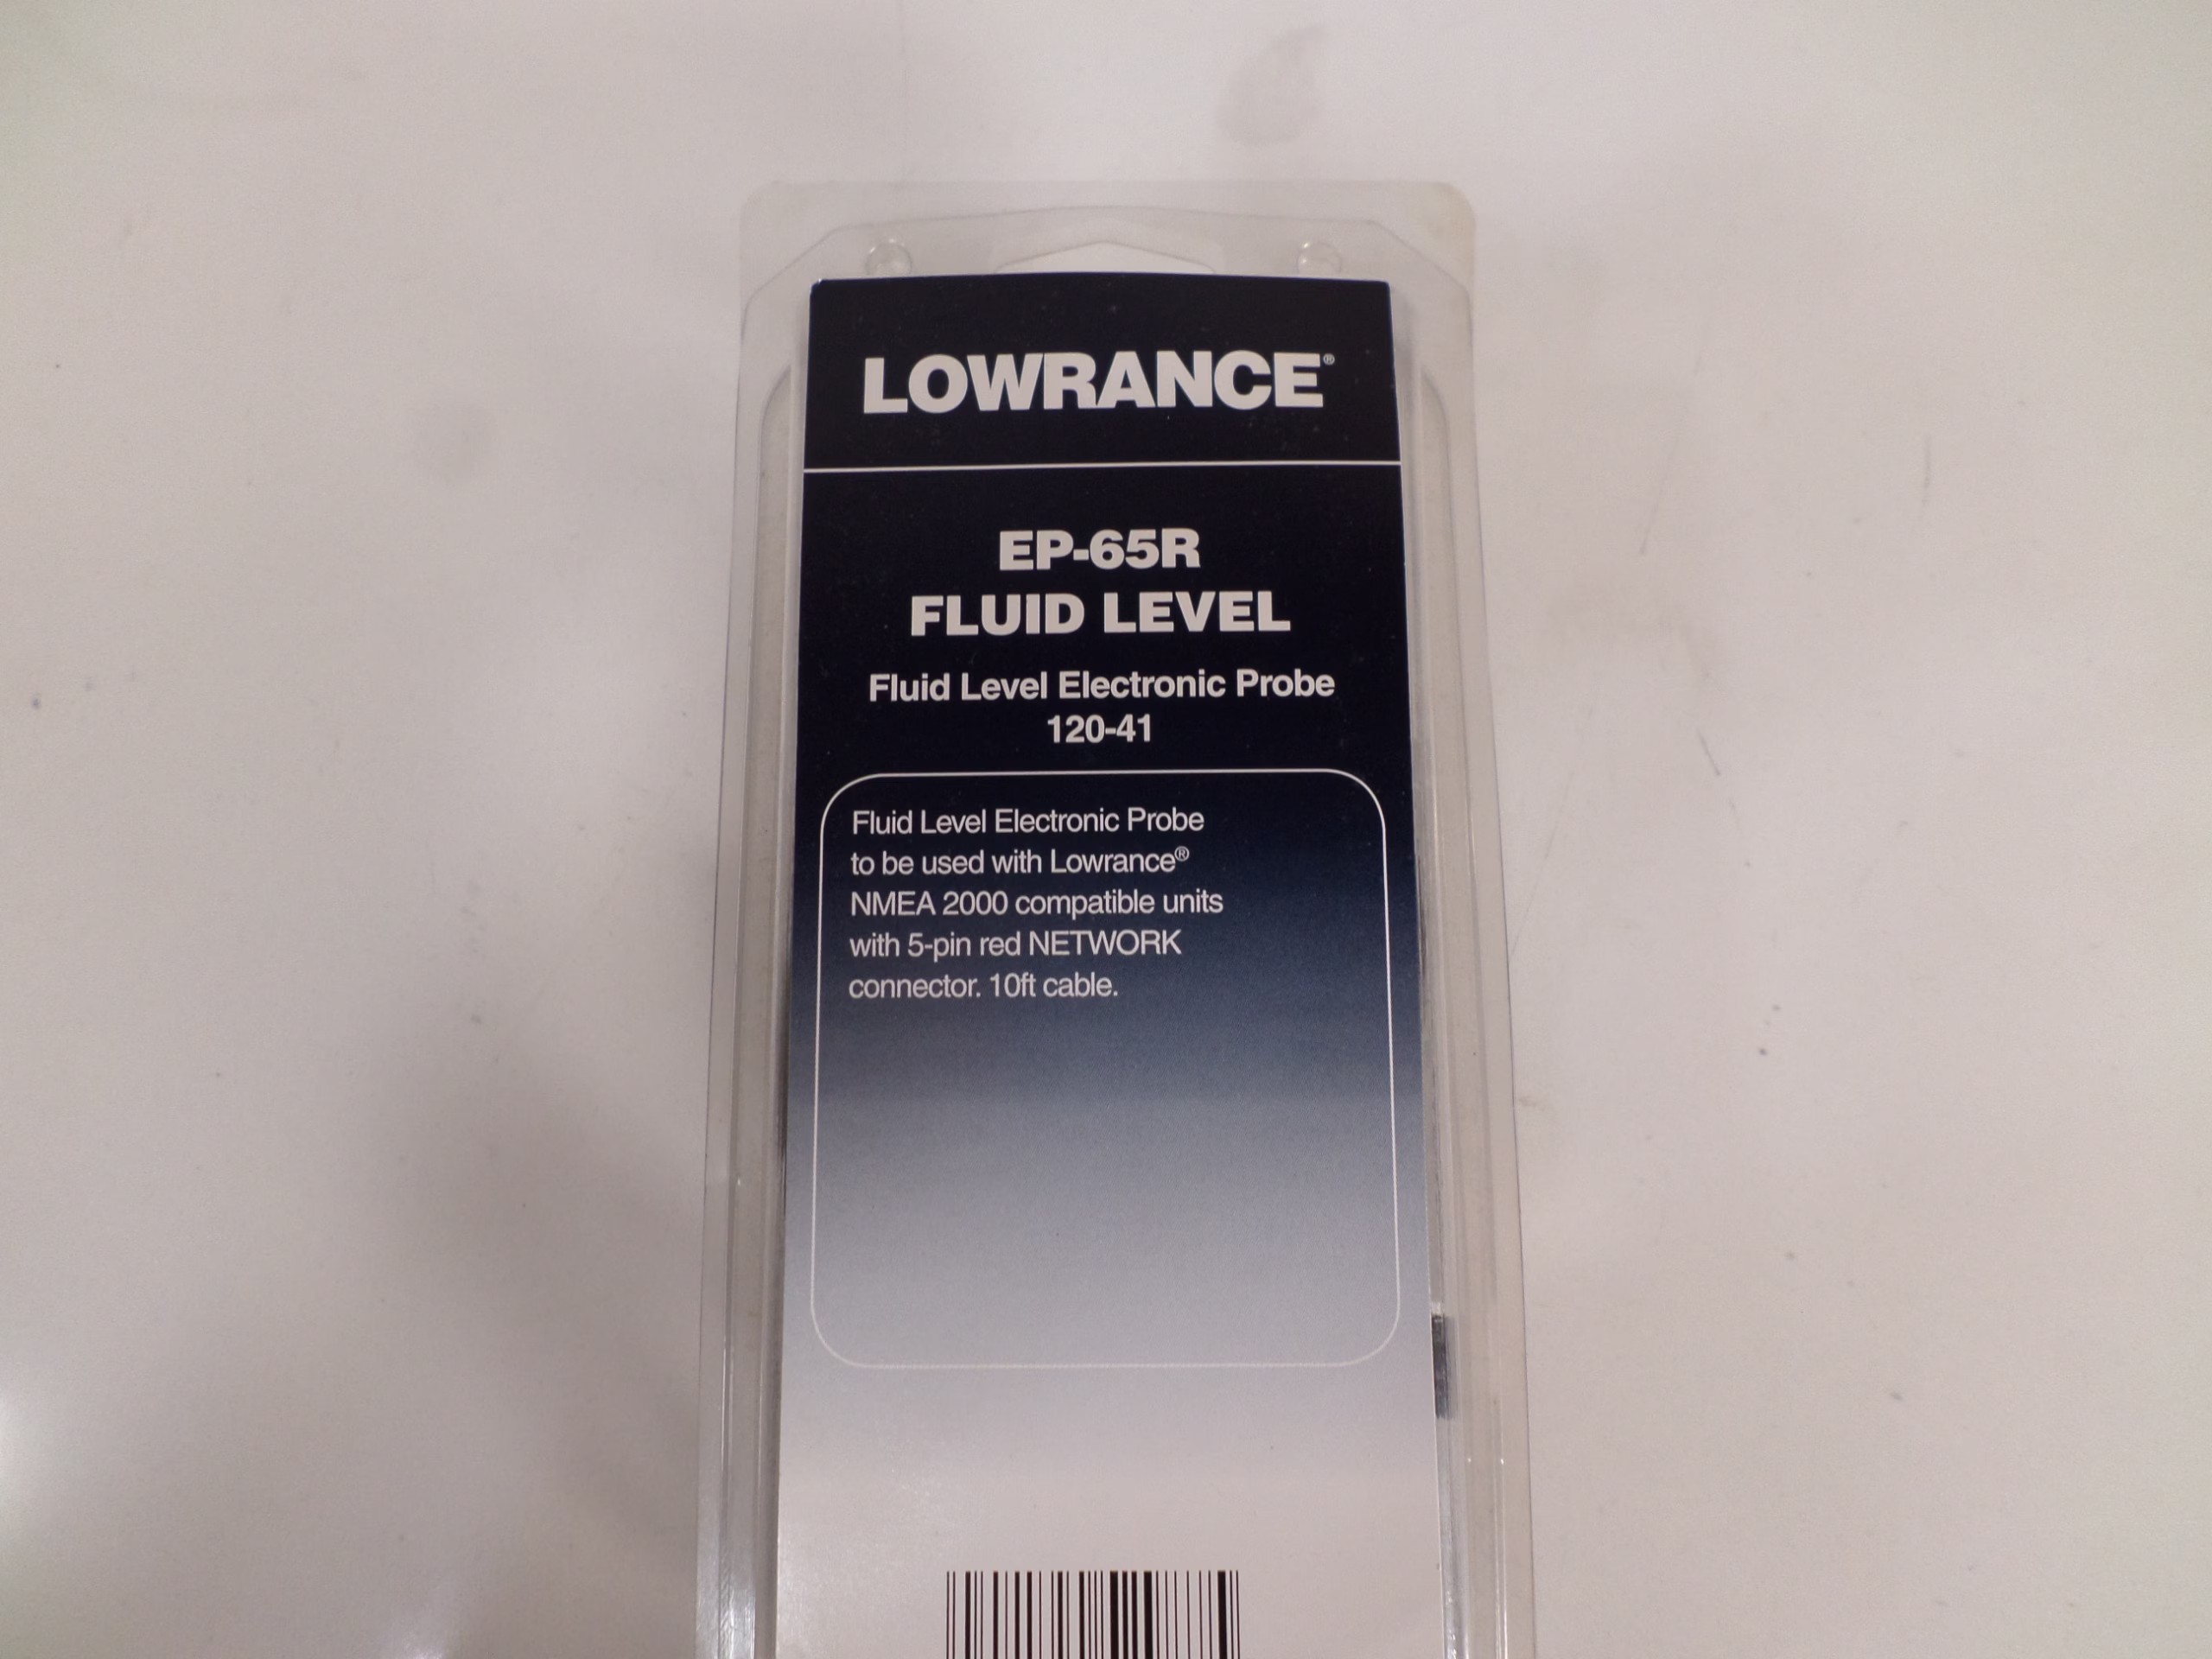 LOWRANCE®
EP-65R
FLUID LEVEL
Fluid Level Electronic Probe
120-41
Fluid Level Electronic Probe
to be used with Lowrance®
NMEA 2000 compatible units
with 5-pin red NETWORK
connector. 10ft cable.